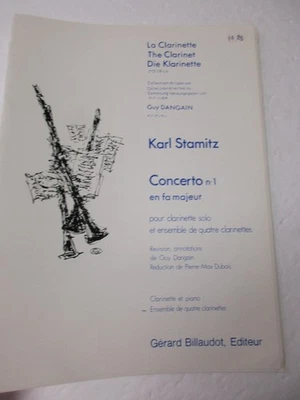 La Clarinette
The Clarinet
Die Klarinette
Guy DANGAIN
Karl Stamitz
Concerto n°1
en fa majeur
pour clarinette solo
et ensemble de quatre clarinettes
Révision, annotations
de Guy Dangain
Réduction de Pierre-Max Dubois
Clarinette et piano
Ensemble de quatre clarinettes
Gérard Billaudot, Editeur